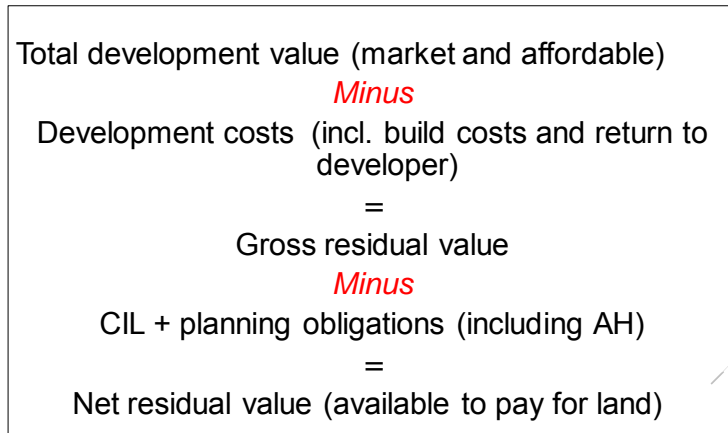 Total development value (market and affordable)
Minus
Development costs (incl. build costs and return to
developer)
=
Gross residual value
Minus
CIL + planning obligations (including AH)
=
Net residual value (available to pay for land)